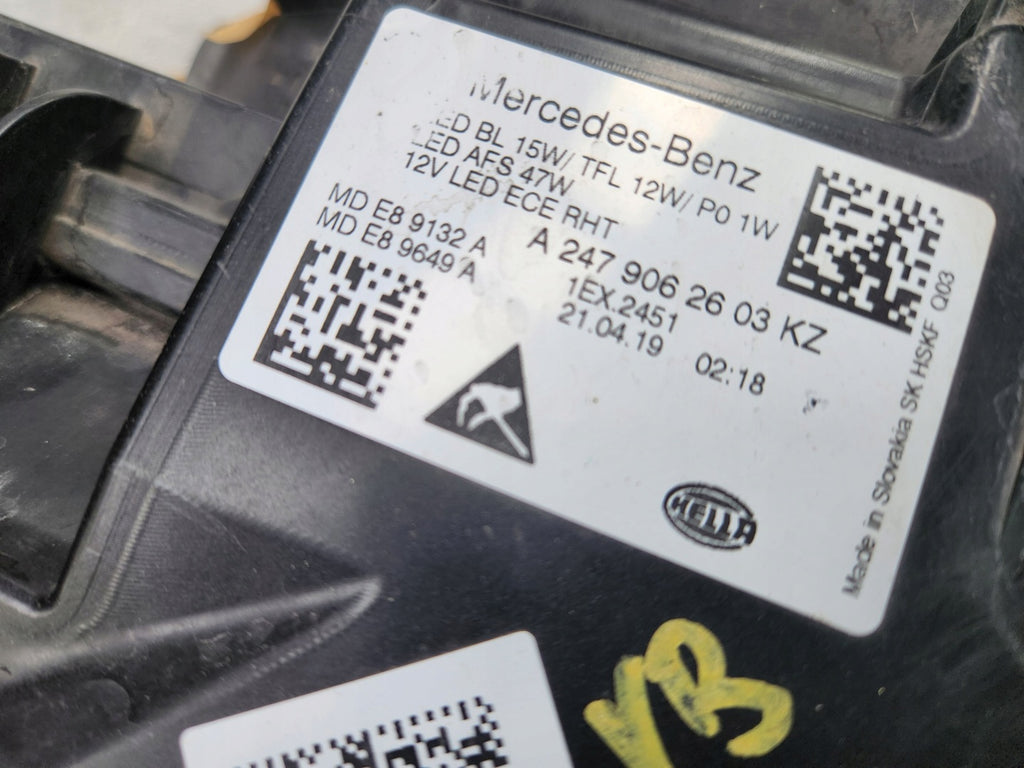 Mercedes-Benz
LED BL 15W/ TFL 12W/ P0 1W
LED AFS 47W
12V LED ECE RHT
MD E8 9132 A
MD E8 9649 A
A 247 906 26 03 KZ
1EX.2451
21.04.19 02:18
HELLA
Made in Slovakia SK HSKF Q03